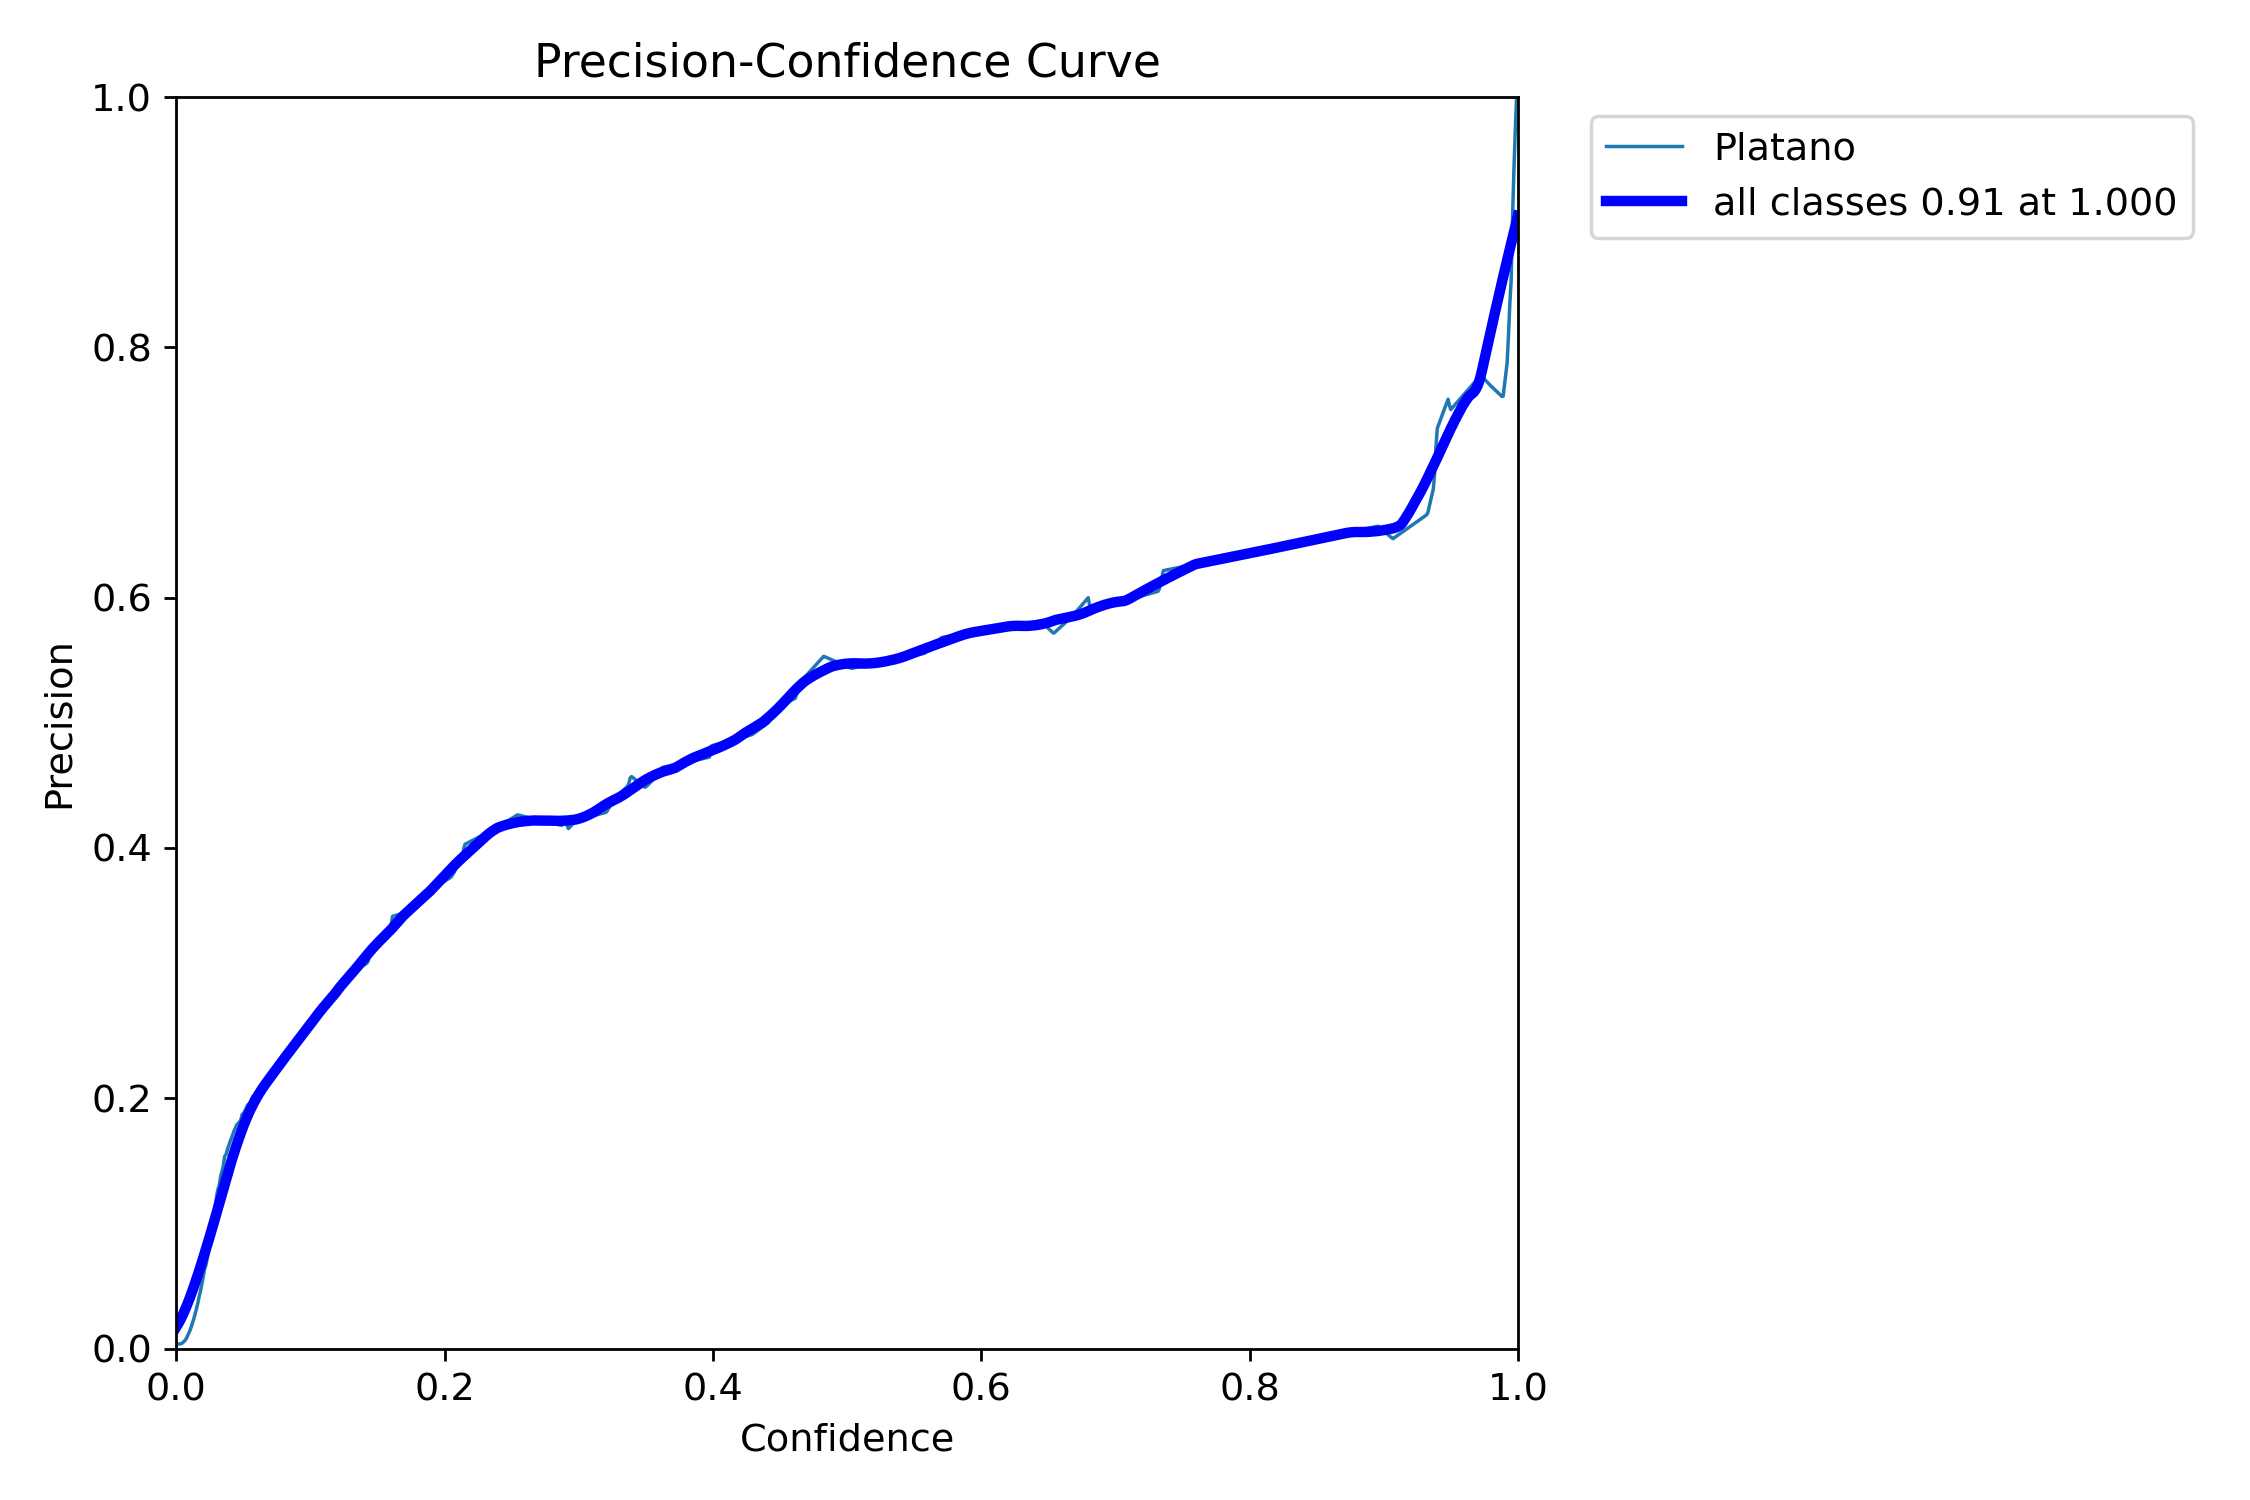 Precision-Confidence Curve
1.0
0.8
0.6
0.4
0.2
0.0
Precision
0.0 0.2 0.4 0.6 0.8 1.0
Confidence
Platano
all classes 0.91 at 1.000